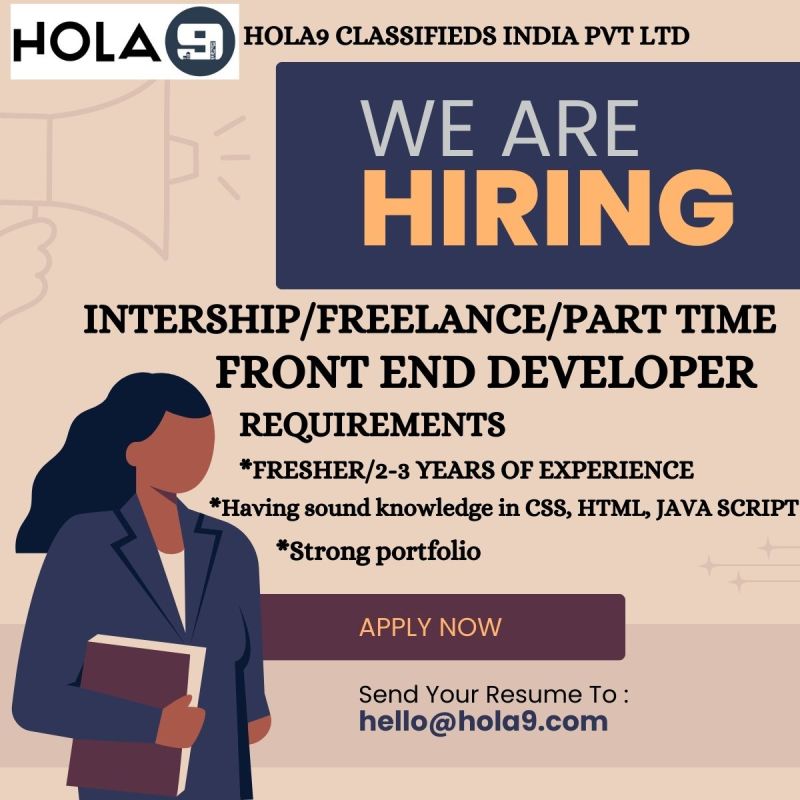 HOLA 9
HOLA9 CLASSIFIEDS INDIA PVT LTD
WE ARE
HIRING
INTERSHIP/FREELANCE/PART TIME
FRONT END DEVELOPER
REQUIREMENTS
*FRESHER/2-3 YEARS OF EXPERIENCE
*Having sound knowledge in CSS, HTML, JAVA SCRIPT
*Strong portfolio
APPLY NOW
Send Your Resume To :
hello@hola9.com